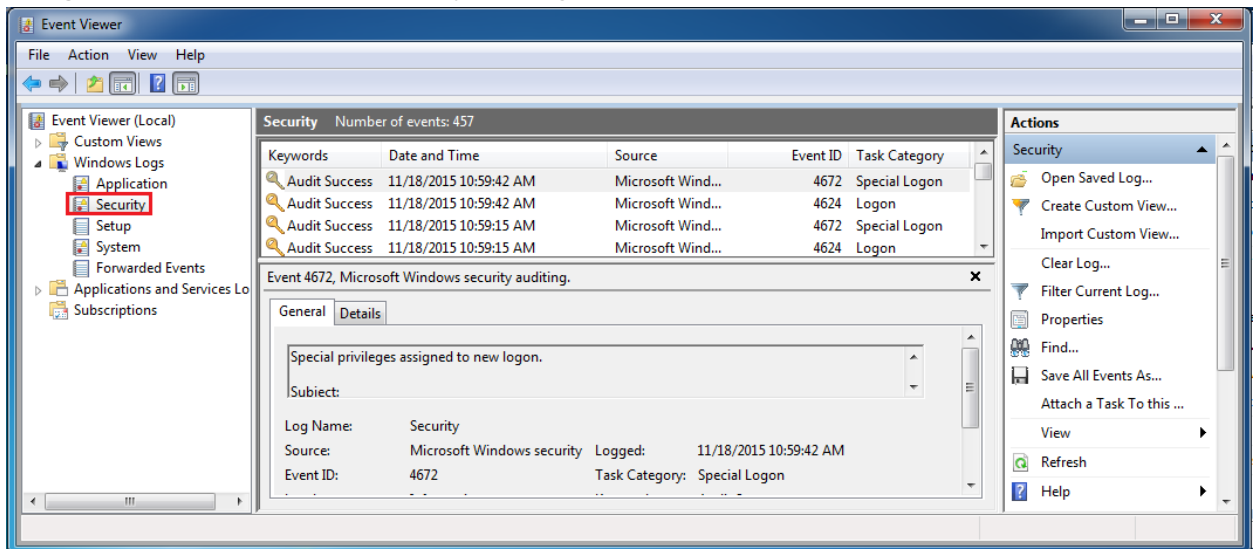 Event Viewer
File Action View Help
Event Viewer (Local)
Custom Views
Windows Logs
Application
Security
Setup
System
Forwarded Events
Applications and Services Lo
Subscriptions
Security Number of events: 457
Keywords Date and Time Source Event ID Task Category
Audit Success 11/18/2015 10:59:42 AM Microsoft Wind... 4672 Special Logon
Audit Success 11/18/2015 10:59:42 AM Microsoft Wind... 4624 Logon
Audit Success 11/18/2015 10:59:15 AM Microsoft Wind... 4672 Special Logon
Audit Success 11/18/2015 10:59:15 AM Microsoft Wind... 4624 Logon
Event 4672, Microsoft Windows security auditing.
General Details
Special privileges assigned to new logon.
Subject:
Log Name: Security
Source: Microsoft Windows security Logged: 11/18/2015 10:59:42 AM
Event ID: 4672 Task Category: Special Logon
Actions
Security
Open Saved Log...
Create Custom View...
Import Custom View...
Clear Log...
Filter Current Log...
Properties
Find...
Save All Events As...
Attach a Task To this ...
View
Refresh
Help